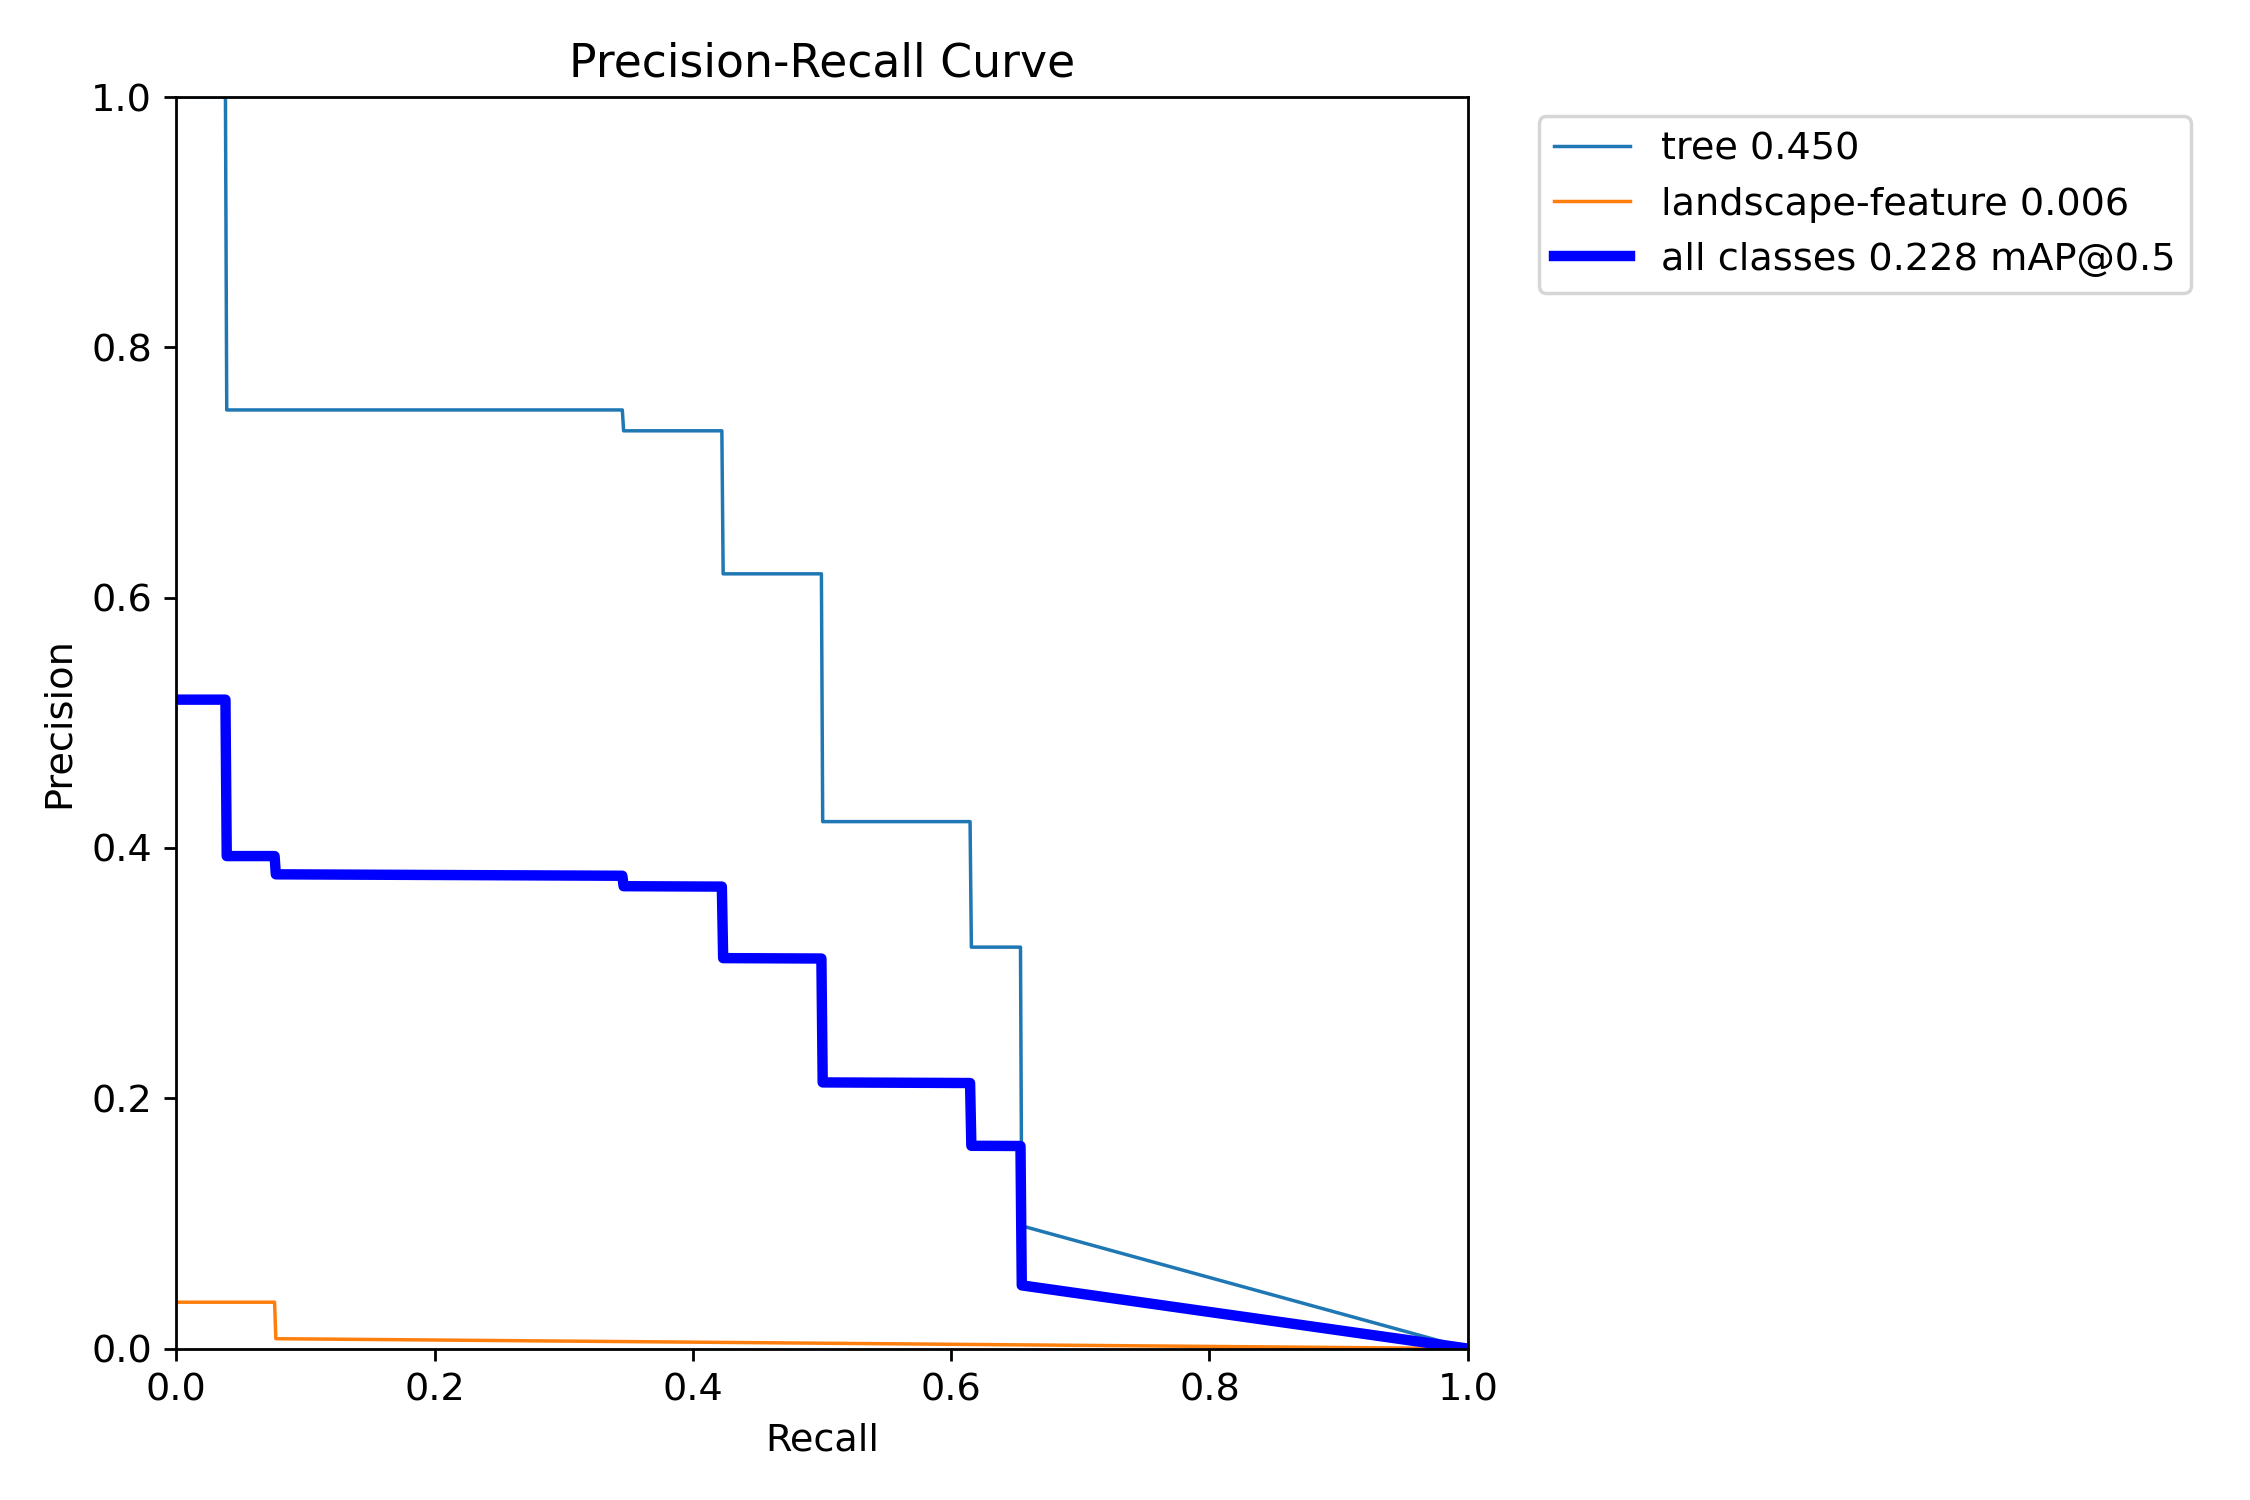 Precision-Recall Curve
1.0
0.8
0.6
0.4
0.2
0.0
Precision
0.0 0.2 0.4 0.6 0.8 1.0
Recall
tree 0.450
landscape-feature 0.006
all classes 0.228 mAP@0.5